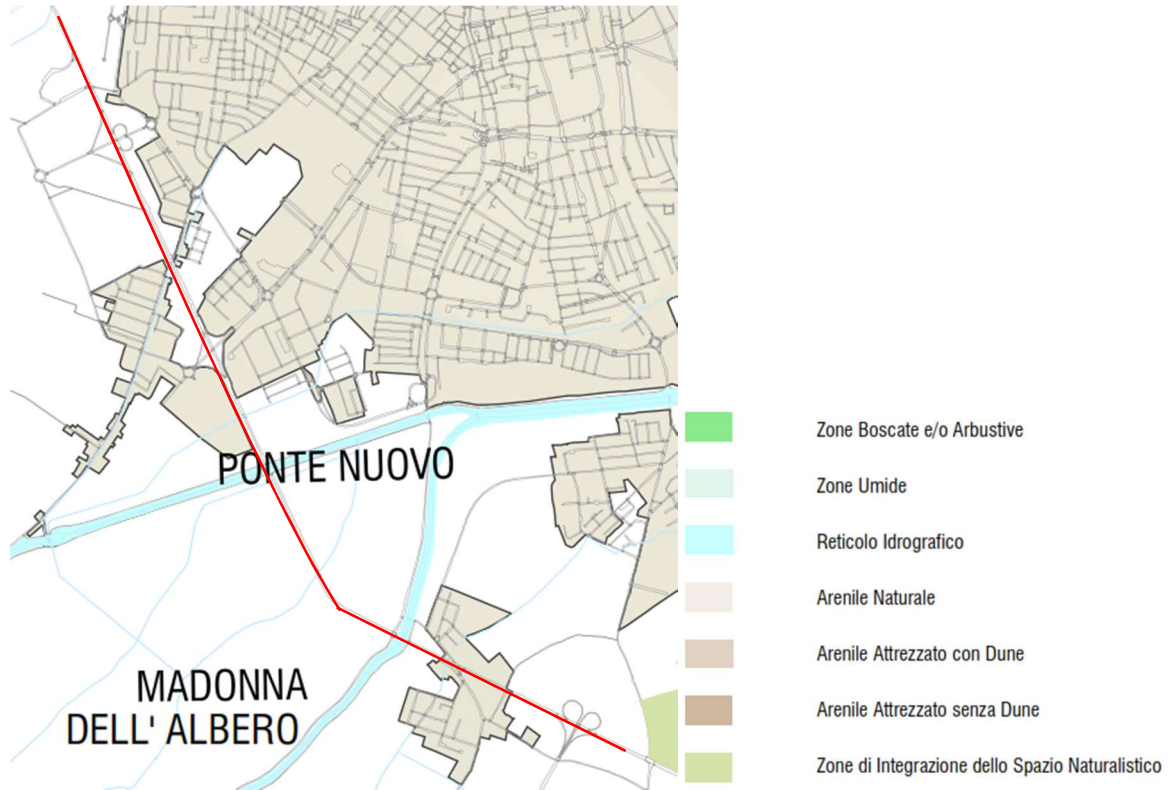 PONTE NUOVO
MADONNA
DELL' ALBERO
Zone Boscate e/o Arbustive
Zone Umide
Reticolo Idrografico
Arenile Naturale
Arenile Attrezzato con Dune
Arenile Attrezzato senza Dune
Zone di Integrazione dello Spazio Naturalistico